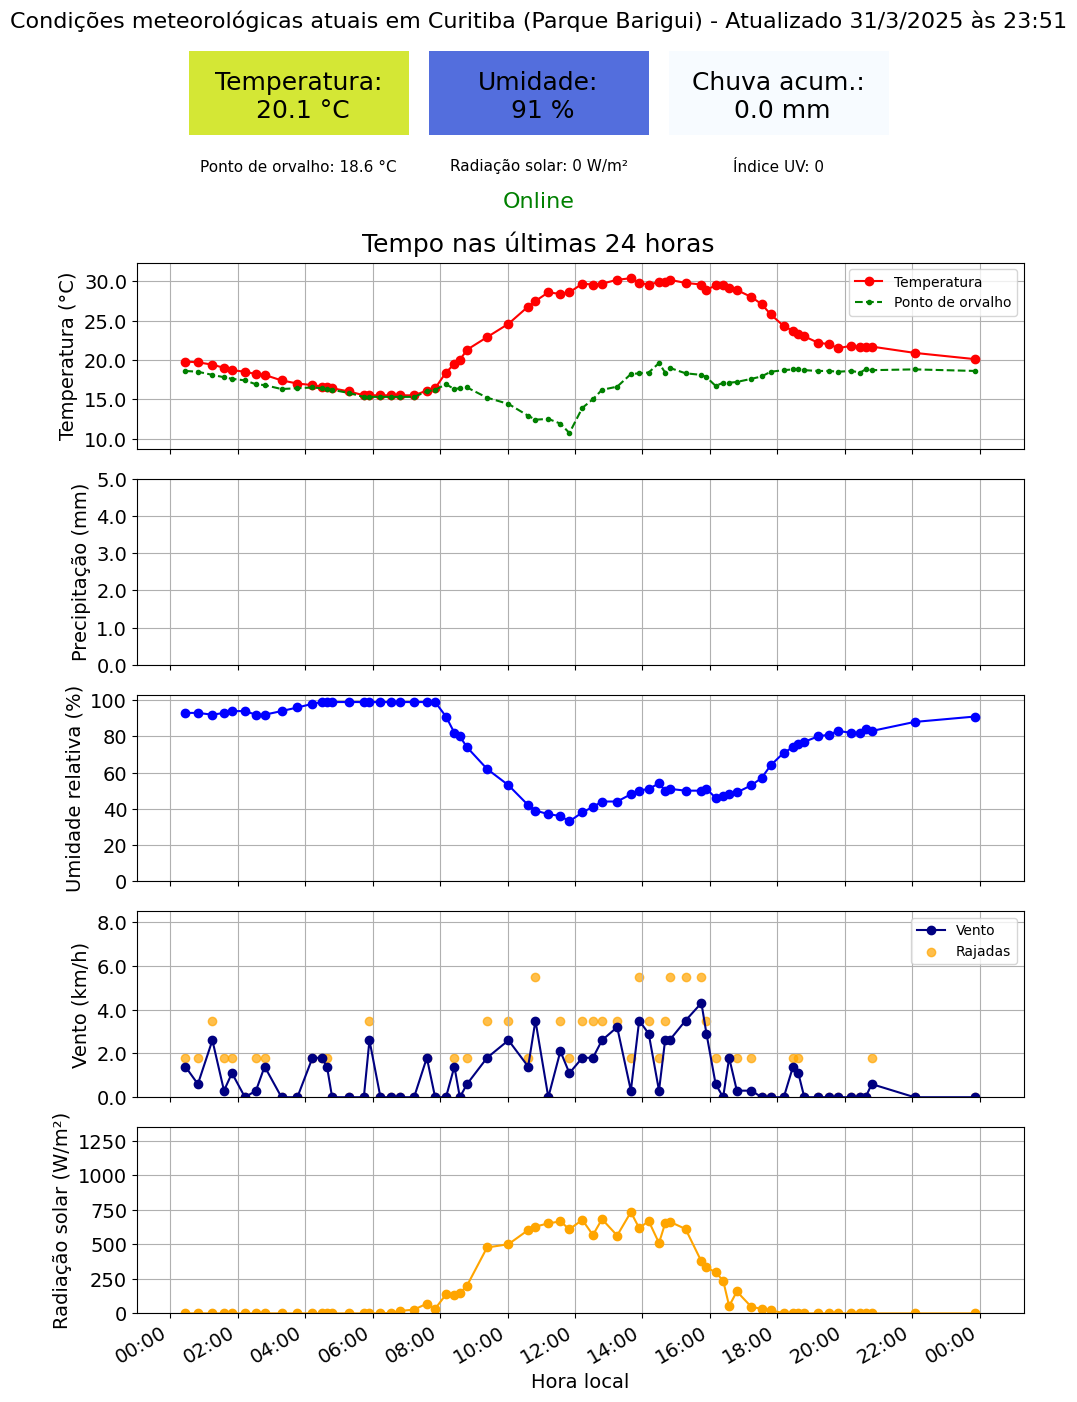 Condições meteorológicas atuais em Curitiba (Parque Barigui) - Atualizado 31/3/2025 às 23:51
Temperatura:
20.1 °C
Umidade:
91 %
Chuva acum.:
0.0 mm
Ponto de orvalho: 18.6 °C
Radiação solar: 0 W/m²
Índice UV: 0
Online
Tempo nas últimas 24 horas
Temperatura (°C)
30.0
25.0
20.0
15.0
10.0
Temperatura
Ponto de orvalho
Precipitação (mm)
5.0
4.0
3.0
2.0
1.0
0.0
Umidade relativa (%)
100
80
60
40
20
0
Vento (km/h)
8.0
6.0
4.0
2.0
0.0
Vento
Rajadas
Radiação solar (W/m²)
1250
1000
750
500
250
0
00:00
02:00
04:00
06:00
08:00
10:00
12:00
14:00
16:00
18:00
20:00
22:00
00:00
Hora local